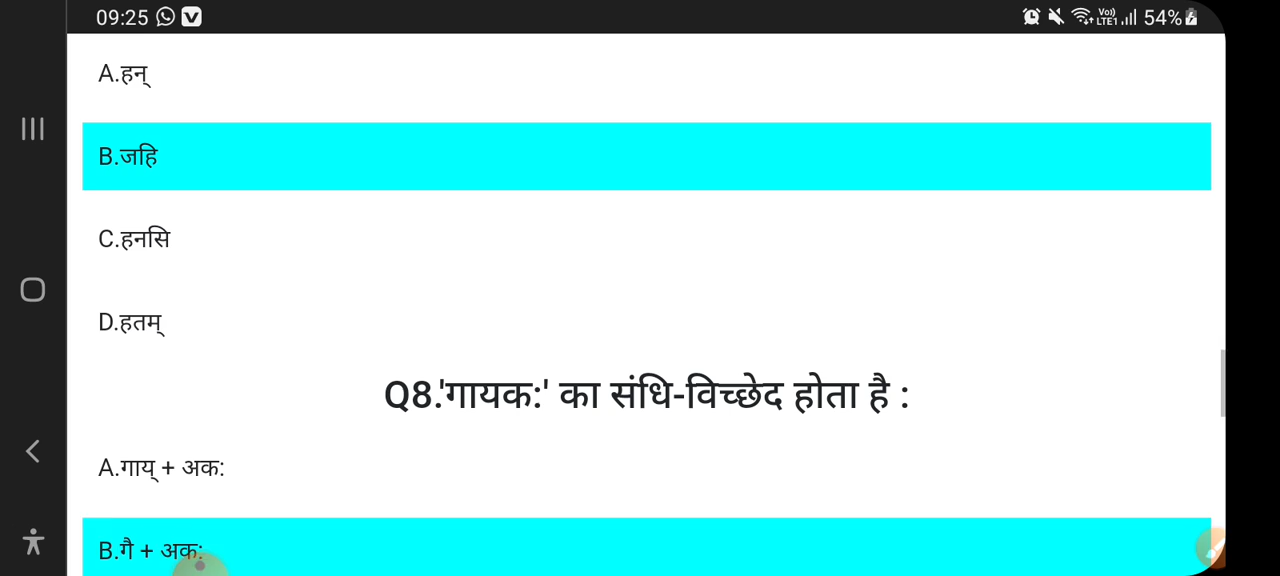 09:25 54%
A.हन्
B.जहि
C.हनसि
D.हतम्
Q8.'गायक:' का संधि-विच्छेद होता है :
A.गाय् + अक:
B.गै + अक: